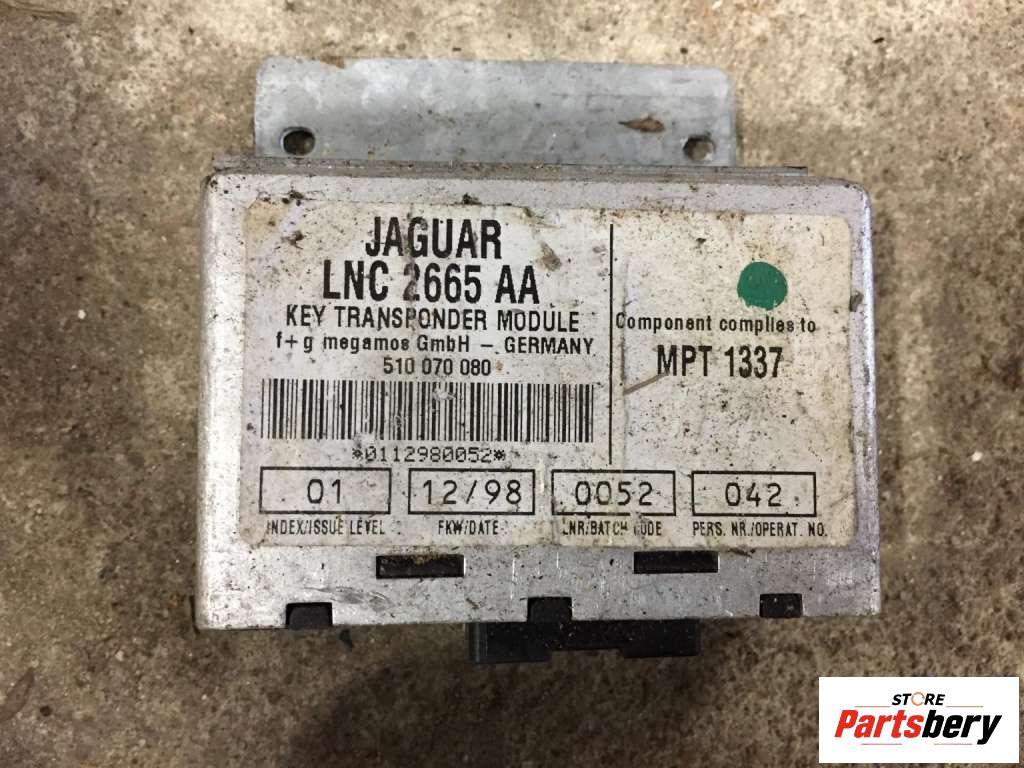 JAGUAR
LNC 2665 AA
KEY TRANSPONDER MODULE
f+g megamos GmbH – GERMANY
510 070 080
*0112980052*
Component complies to
MPT 1337
01
12/98
0052
042
INDEX/ISSUE LEVEL
FKW/DATE
LNR/BATCH CODE
PERS. NR./OPERAT. NO.
STORE
Partsbery